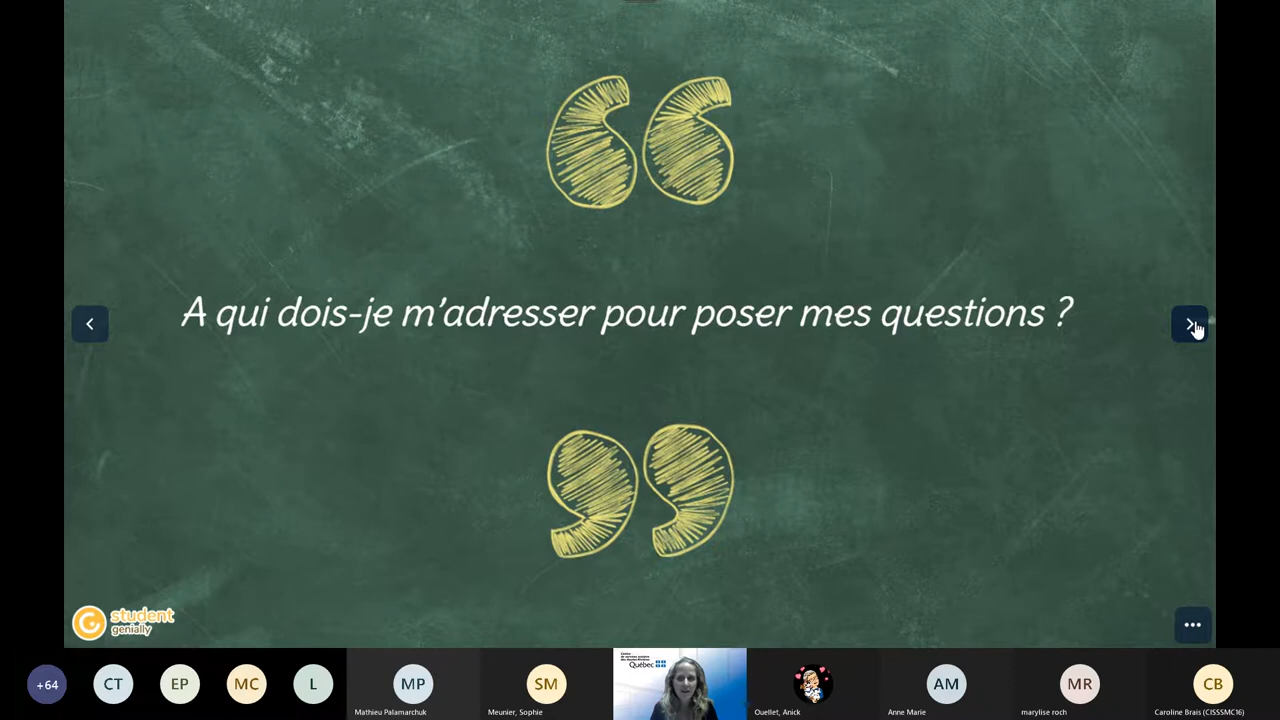 A qui dois-je m'adresser pour poser mes questions ?
student
genially
Québec
+64
CT
EP
MC
L
MP
SM
AM
MR
CB
Mathieu Palamarchuk
Meunier, Sophie
Ouellet, Anick
Anne Marie
marylise roch
Caroline Brais (CISSSMC16)